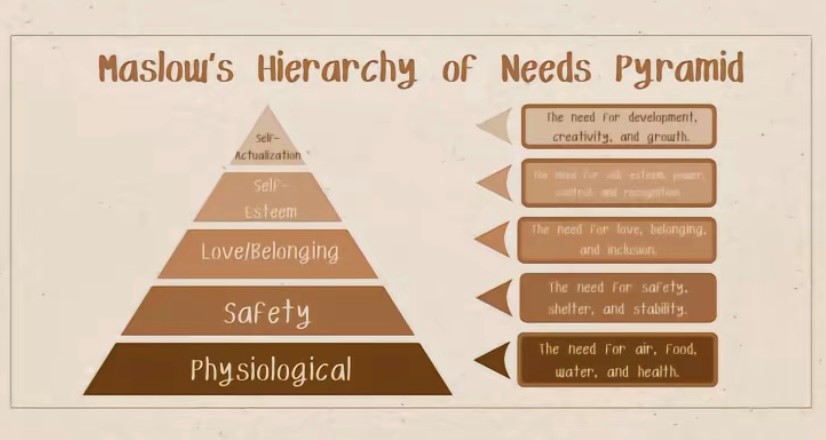 Maslow's Hierarchy of Needs Pyramid
Self-
Actualization
The need for development,
creativity, and growth.
Self-
Esteem
The need for self-esteem, power,
control, and recognition.
Love/Belonging
The need for love, belonging,
and inclusion.
Safety
The need for safety,
shelter, and stability.
Physiological
The need for air, food,
water, and health.